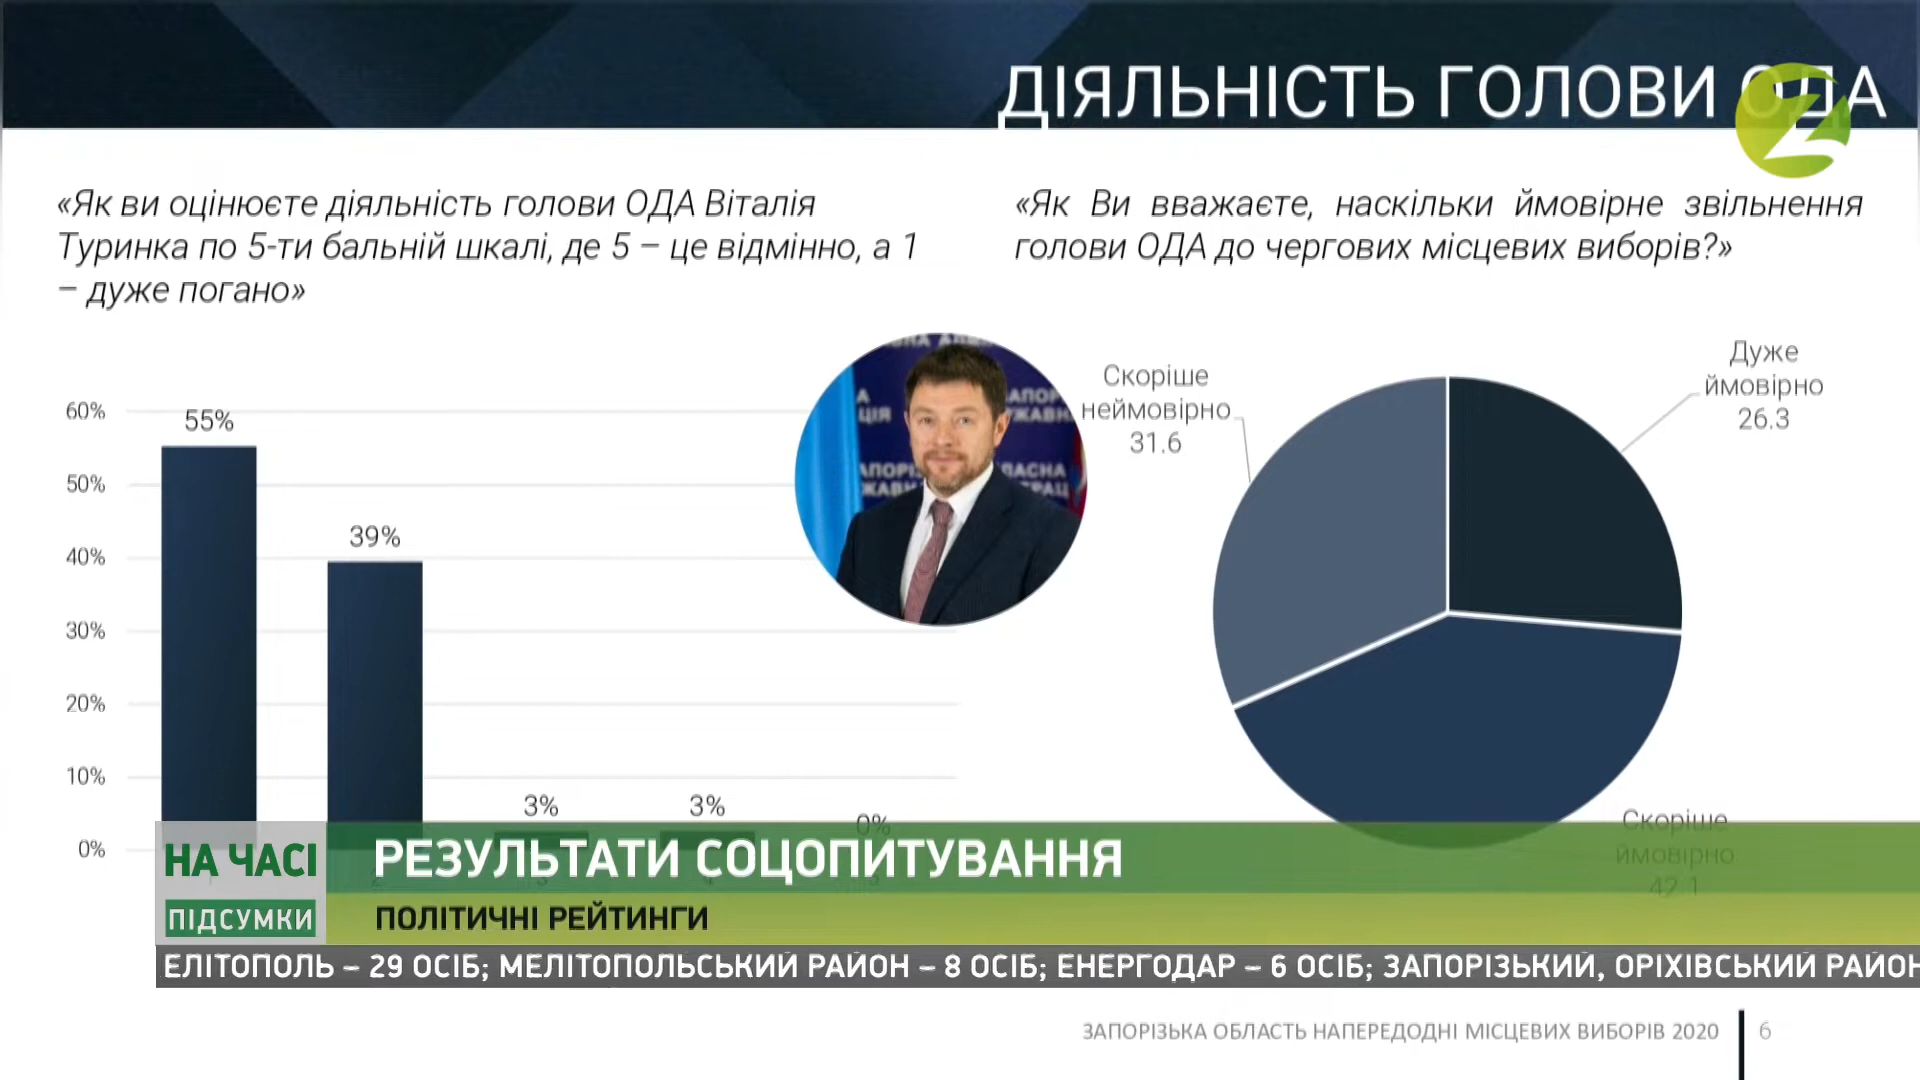 ДІЯЛЬНІСТЬ ГОЛОВИ ОДА
«Як ви оцінюєте діяльність голови ОДА Віталія
Туринка по 5-ти бальній шкалі, де 5 – це відмінно, а 1
– дуже погано»
«Як Ви вважаєте, наскільки ймовірне звільнення
голови ОДА до чергових місцевих виборів?»
60%
50%
40%
30%
20%
10%
0%
55%
39%
3%
3%
0%
Скоріше
неймовірно
31.6
Дуже
ймовірно
26.3
Скоріше
ймовірно
42.1
НА ЧАСІ
ПІДСУМКИ
РЕЗУЛЬТАТИ СОЦОПИТУВАННЯ
ПОЛІТИЧНІ РЕЙТИНГИ
ЕЛІТОПОЛЬ – 29 ОСІБ; МЕЛІТОПОЛЬСЬКИЙ РАЙОН – 8 ОСІБ; ЕНЕРГОДАР – 6 ОСІБ; ЗАПОРІЗЬКИЙ, ОРІХІВСЬКИЙ РАЙОН
ЗАПОРІЗЬКА ОБЛАСТЬ НАПЕРЕДОДНІ МІСЦЕВИХ ВИБОРІВ 2020
6